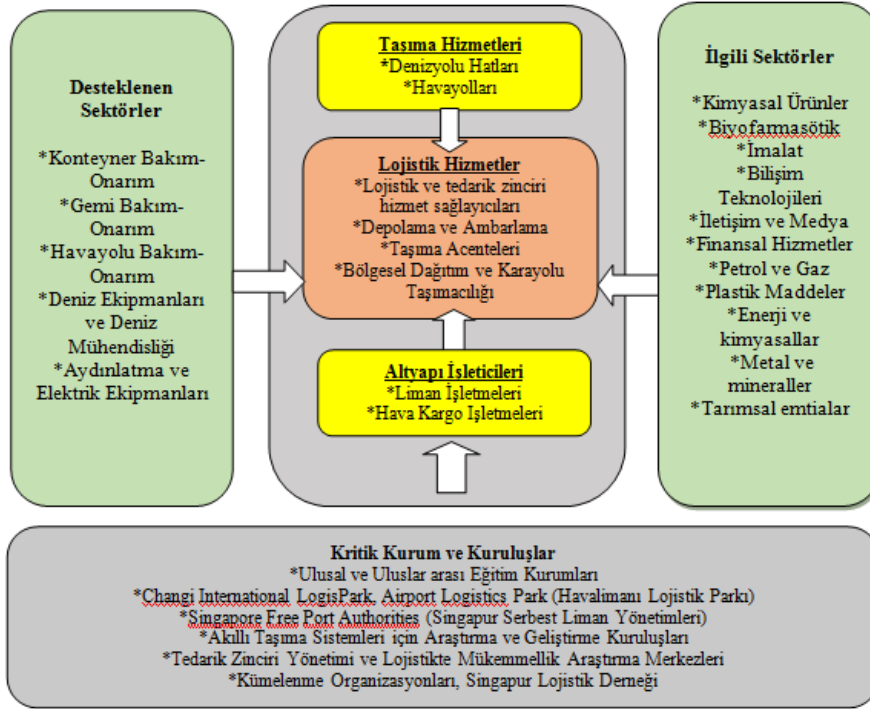 Desteklenen
Sektörler
*Konteyner Bakım-
Onarım
*Gemi Bakım-
Onarım
*Havayolu Bakım-
Onarım
*Deniz Ekipmanları
ve Deniz
Mühendisliği
*Aydınlatma ve
Elektrik Ekipmanları
Taşıma Hizmetleri
*Denizyolu Hatları
*Havayolları
Lojistik Hizmetler
*Lojistik ve tedarik zinciri
hizmet sağlayıcıları
*Depolama ve Ambarlama
*Taşıma Acenteleri
*Bölgesel Dağıtım ve Karayolu
Taşımacılığı
Altyapı İşleticileri
*Liman İşletmeleri
*Hava Kargo İşletmeleri
İlgili Sektörler
*Kimyasal Ürünler
*Biyofarmasötik
*İmalat
*Bilişim
Teknolojileri
*İletişim ve Medya
*Finansal Hizmetler
*Petrol ve Gaz
*Plastik Maddeler
*Enerji ve
kimyasallar
*Metal ve
mineraller
*Tarımsal emtialar
Kritik Kurum ve Kuruluşlar
*Ulusal ve Uluslar arası Eğitim Kurumları
*Changi International LogisPark, Airport Logistics Park (Havalimanı Lojistik Parkı)
*Singapore Free Port Authorities (Singapur Serbest Liman Yönetimleri)
*Akıllı Taşıma Sistemleri için Araştırma ve Geliştirme Kuruluşları
*Tedarik Zinciri Yönetimi ve Lojistikte Mükemmellik Araştırma Merkezleri
*Kümelenme Organizasyonları, Singapur Lojistik Derneği